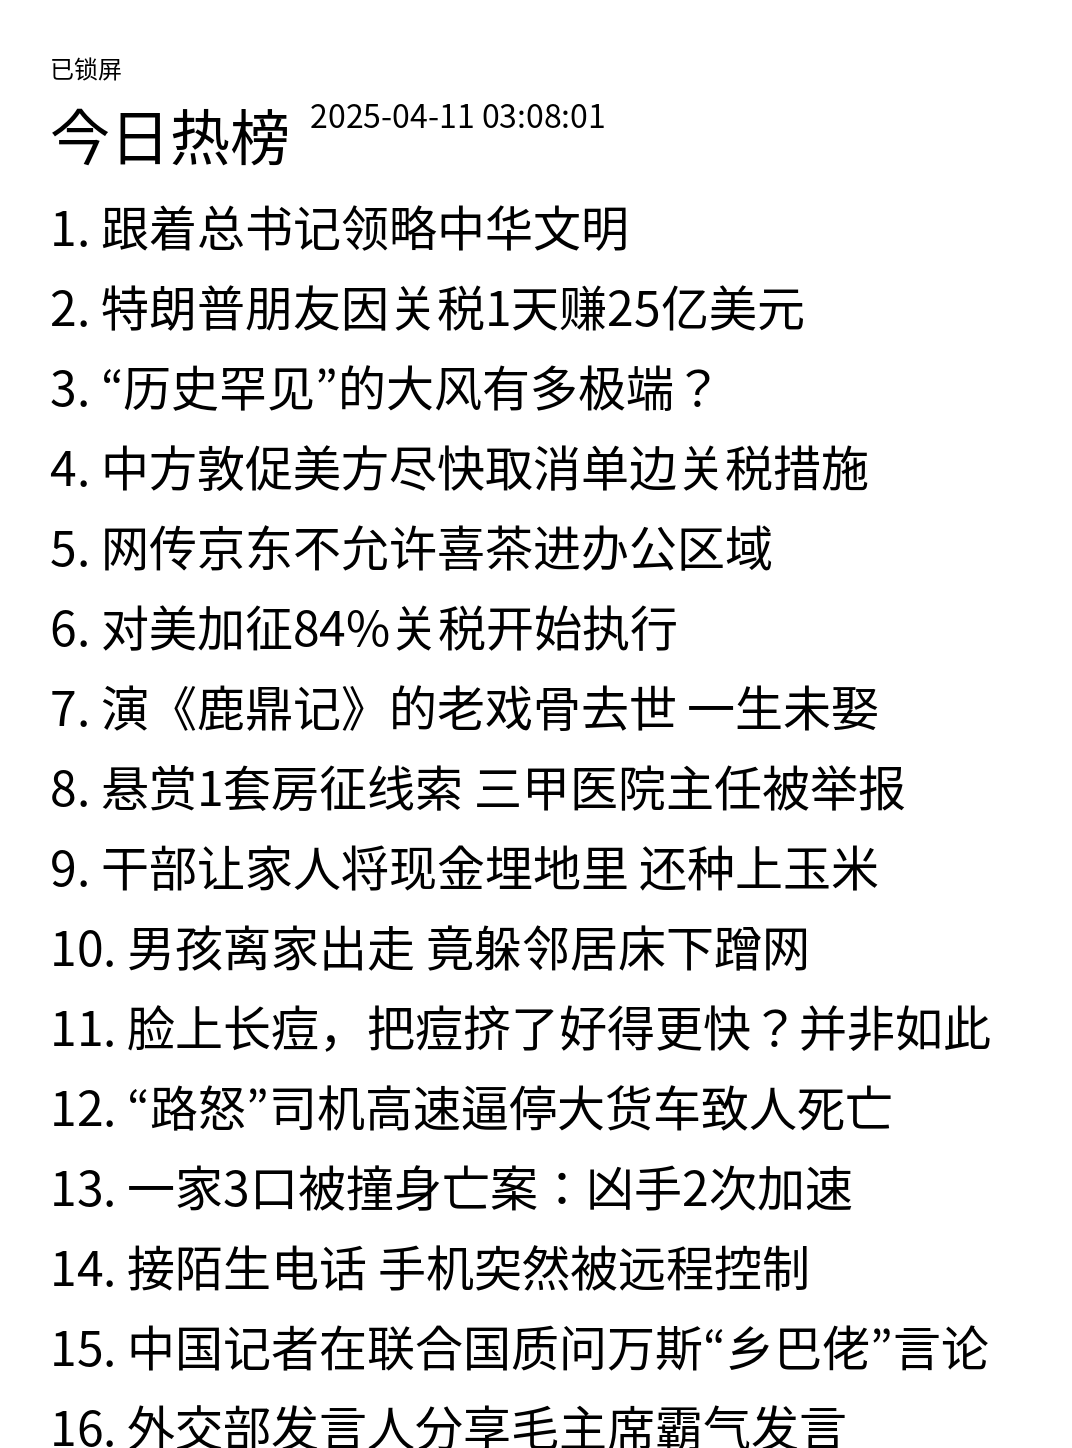 已锁屏
今日热榜 2025-04-11 03:08:01
1. 跟着总书记领略中华文明
2. 特朗普朋友因关税1天赚25亿美元
3. “历史罕见”的大风有多极端？
4. 中方敦促美方尽快取消单边关税措施
5. 网传京东不允许喜茶进办公区域
6. 对美加征84%关税开始执行
7. 演《鹿鼎记》的老戏骨去世 一生未娶
8. 悬赏1套房征线索 三甲医院主任被举报
9. 干部让家人将现金埋地里 还种上玉米
10. 男孩离家出走 竟躲邻居床下蹭网
11. 脸上长痘，把痘挤了好得更快？并非如此
12. “路怒”司机高速逼停大货车致人死亡
13. 一家3口被撞身亡案：凶手2次加速
14. 接陌生电话 手机突然被远程控制
15. 中国记者在联合国质问万斯“乡巴佬”言论
16. 外交部发言人分享毛主席霸气发言